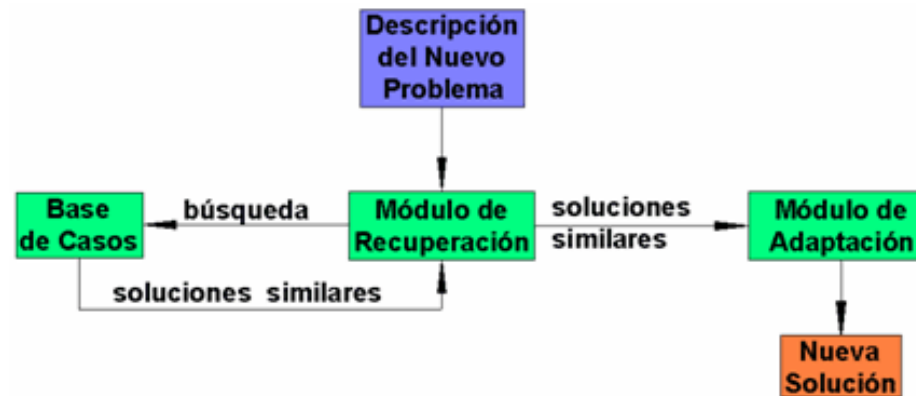 Descripción
del Nuevo
Problema
Base
de Casos
búsqueda
Módulo de
Recuperación
soluciones
similares
Módulo de
Adaptación
soluciones similares
Nueva
Solución